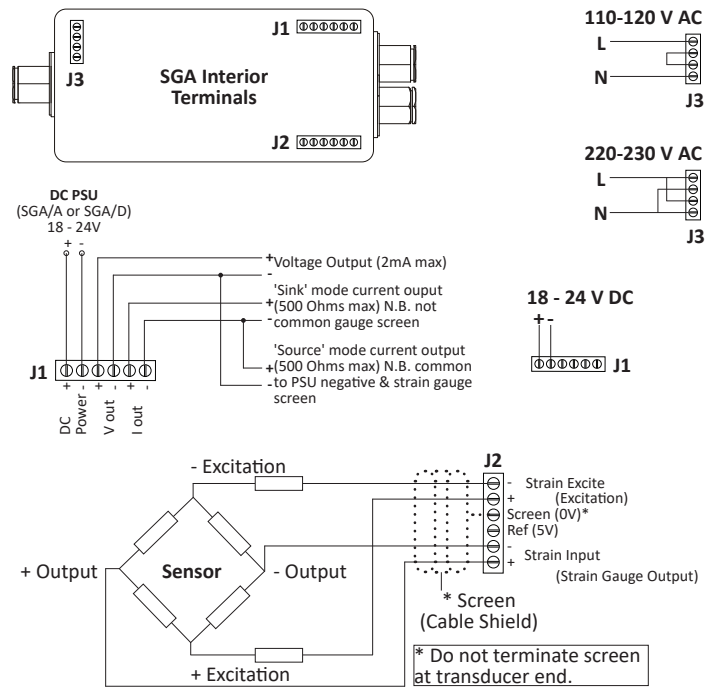 J1
J3
SGA Interior
Terminals
J2
110-120 V AC
L
N
J3
220-230 V AC
L
N
J3
DC PSU
(SGA/A or SGA/D)
18 - 24V
+ -
+ Voltage Output (2mA max)
-
'Sink' mode current ouput
+ (500 Ohms max) N.B. not
- common gauge screen
'Source' mode current output
+ (500 Ohms max) N.B. common
- to PSU negative & strain gauge
screen
J1
+ - + - + -
DC
Power
V out
I out
18 - 24 V DC
+ -
J1
J2
- Excitation
- Strain Excite
+ (Excitation)
Screen (0V)*
Ref (5V)
- Strain Input
+ (Strain Gauge Output)
+ Output
Sensor
- Output
* Screen
(Cable Shield)
+ Excitation
* Do not terminate screen
at transducer end.